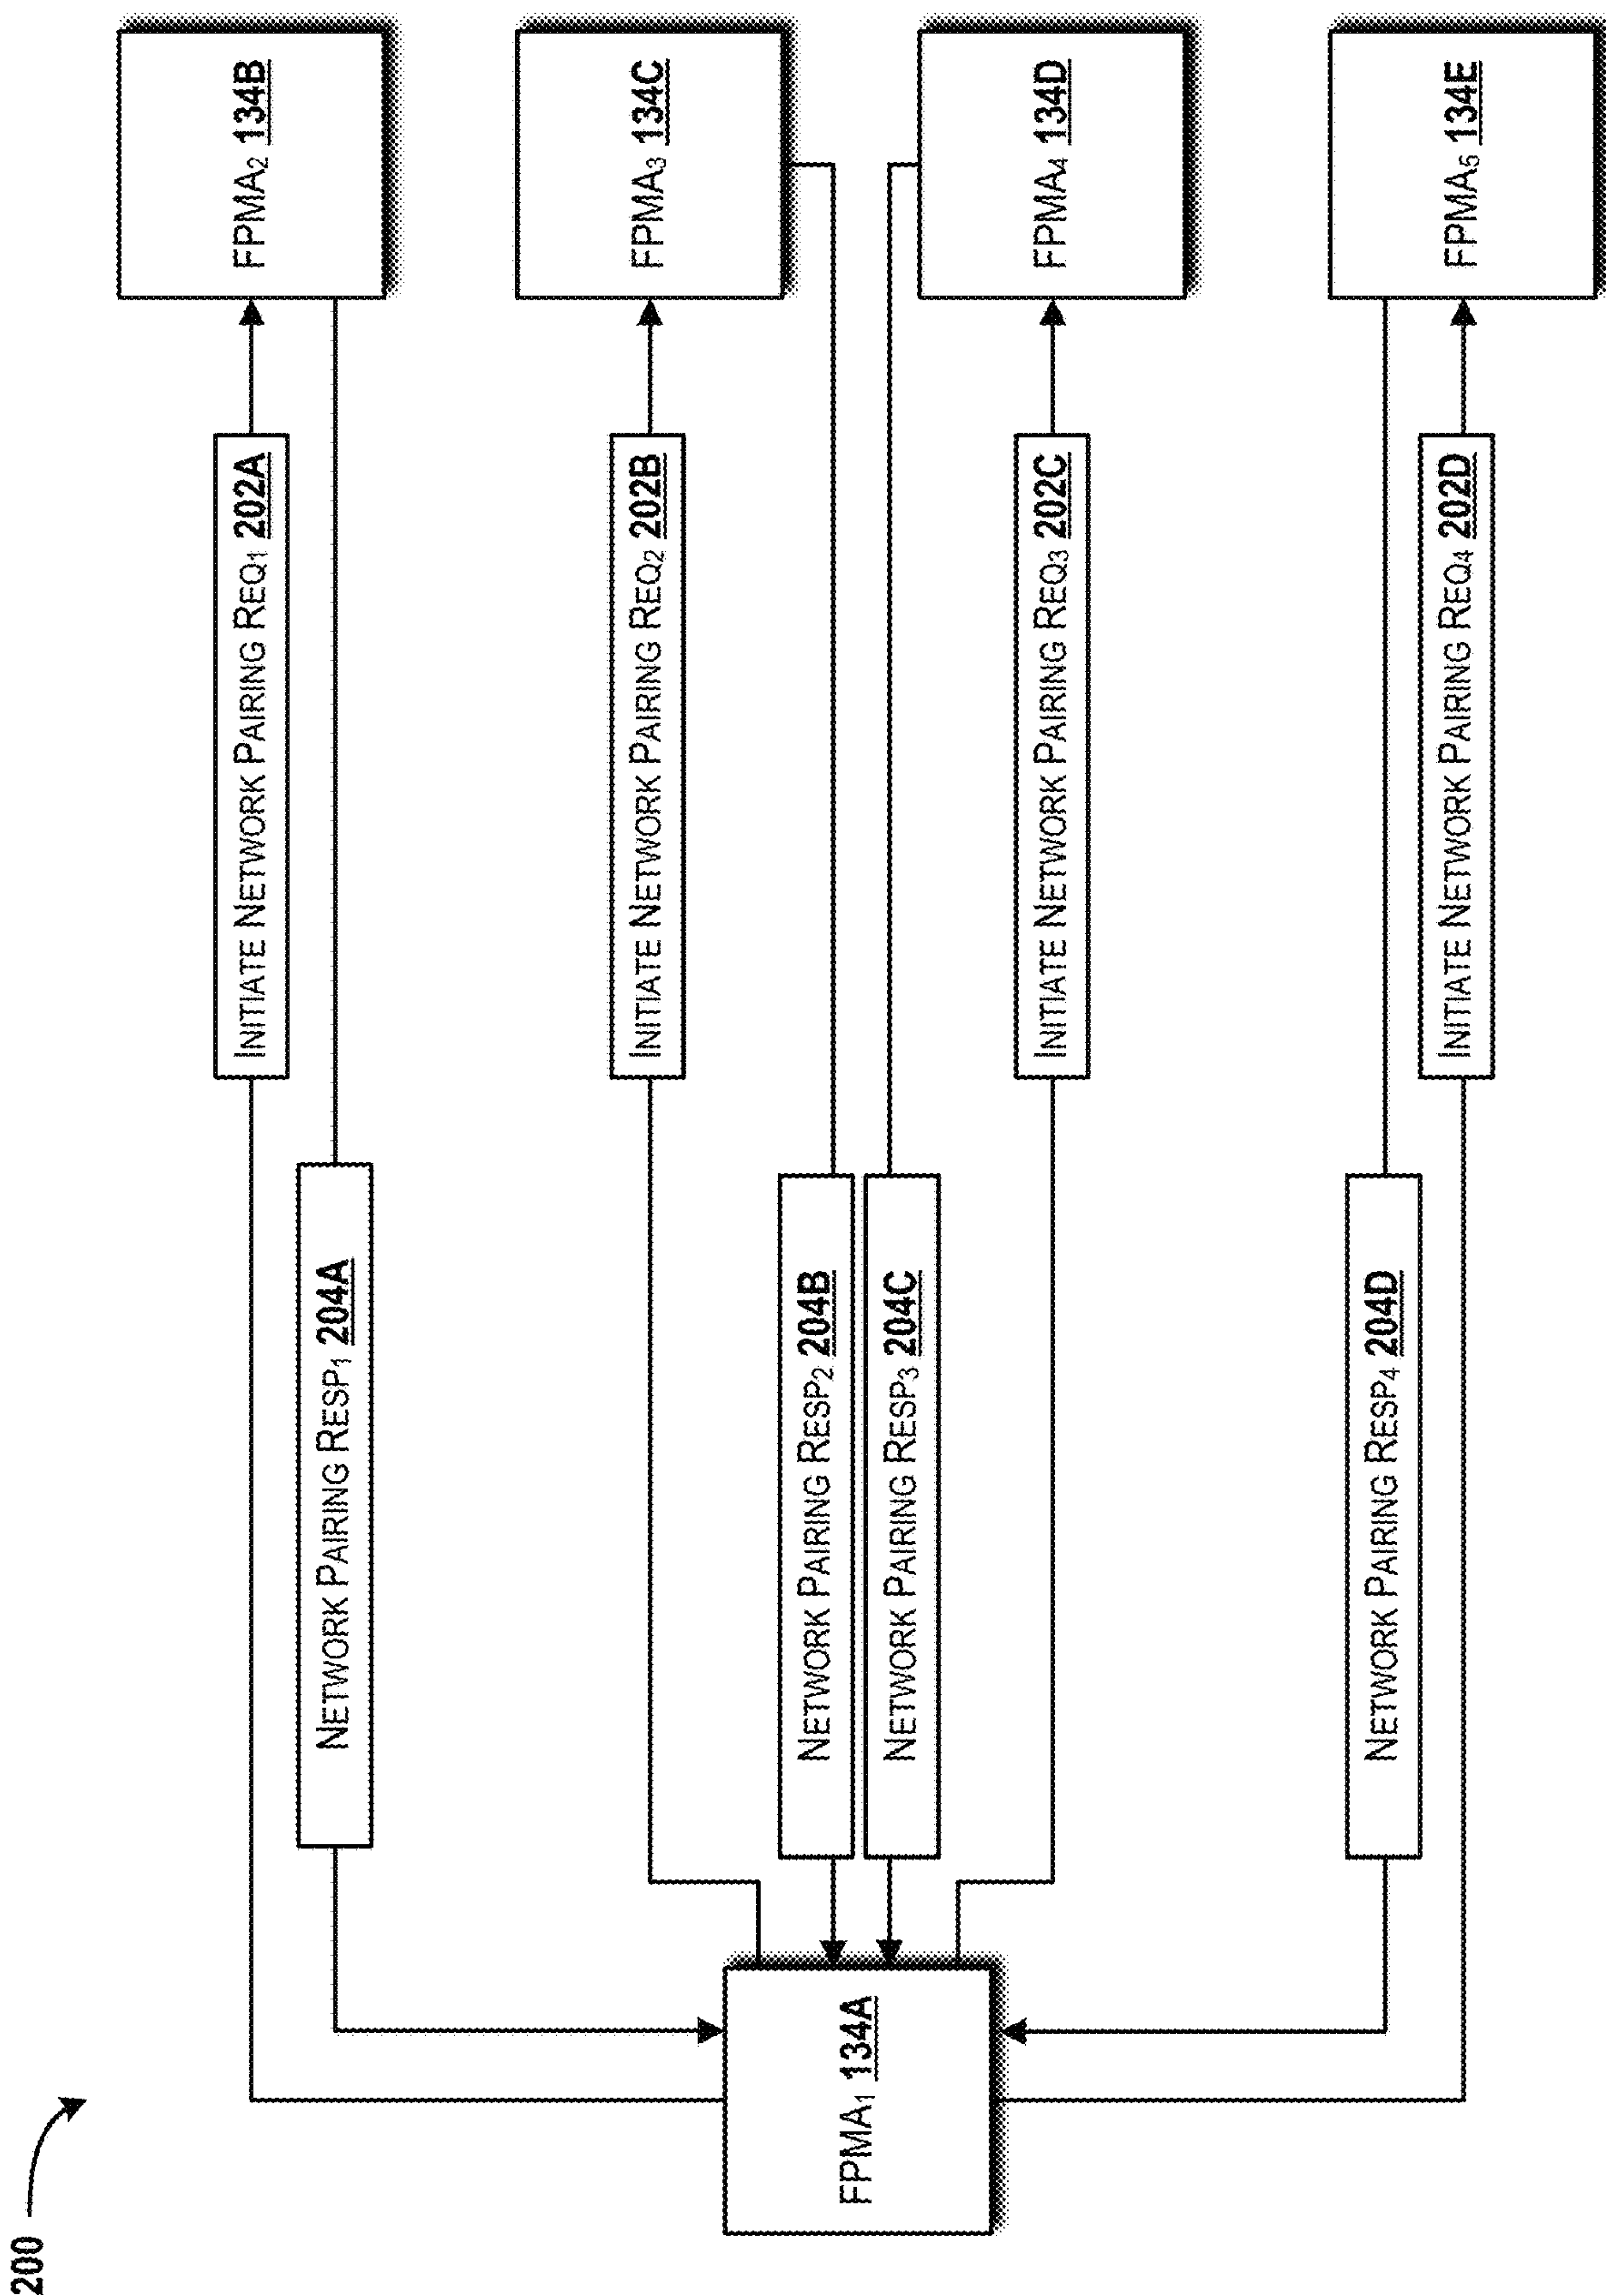 200
FPMA₁ 134A
INITIATE NETWORK PAIRING REQ₁ 202A
FPMA₂ 134B
NETWORK PAIRING RESP₁ 204A
INITIATE NETWORK PAIRING REQ₂ 202B
FPMA₃ 134C
NETWORK PAIRING RESP₂ 204B
NETWORK PAIRING RESP₃ 204C
INITIATE NETWORK PAIRING REQ₃ 202C
FPMA₄ 134D
NETWORK PAIRING RESP₄ 204D
INITIATE NETWORK PAIRING REQ₄ 202D
FPMA₅ 134E